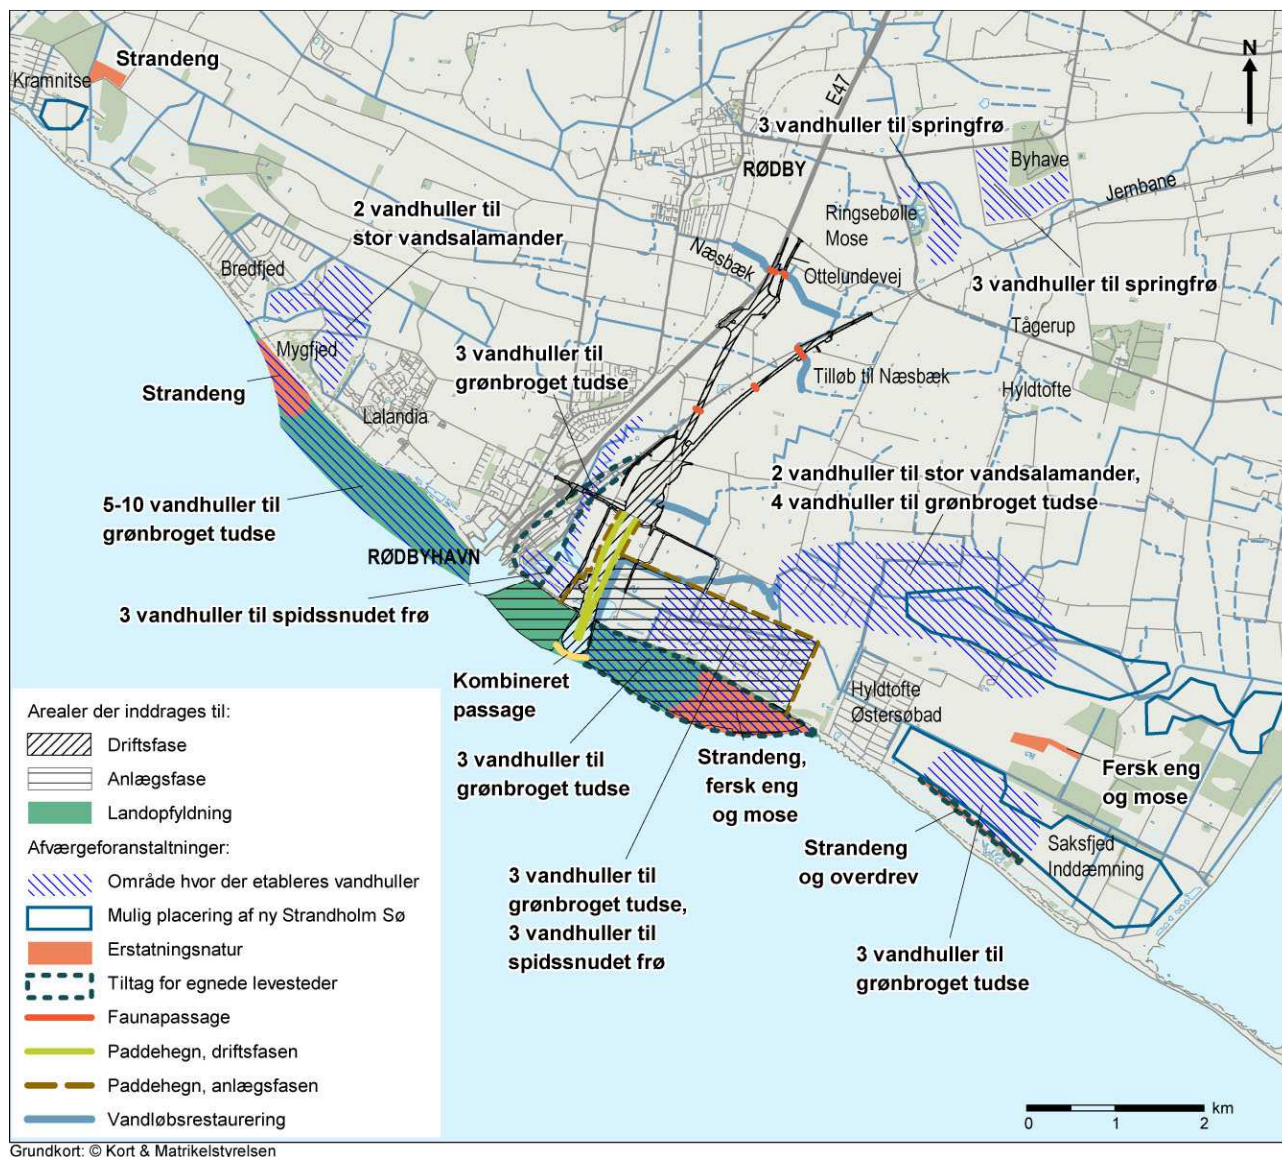 Strandeng
Kramnitse
N
E47
3 vandhuller til springfrø
Byhave
RØDBY
Jernbane
2 vandhuller til
stor vandsalamander
Ringsebølle
Mose
Næsbæk
Bredfjed
Ottelundevej
3 vandhuller til springfrø
Tågerup
3 vandhuller til
grønbroget tudse
Mygfjed
Tilløb til Næsbæk
Strandeng
Hyldtofte
Lalandia
2 vandhuller til stor vandsalamander,
4 vandhuller til grønbroget tudse
5-10 vandhuller til
grønbroget tudse
RØDBYHAVN
3 vandhuller til spidssnudet frø
Kombineret
passage
Hyldtofte
Østersøbad
3 vandhuller til
grønbroget tudse
Strandeng,
fersk eng
og mose
Fersk eng
og mose
Strandeng
og overdrev
Saksfjed
Inddæmning
3 vandhuller til
grønbroget tudse,
3 vandhuller til
spidssnudet frø
3 vandhuller til
grønbroget tudse
Arealer der inddrages til:
Driftsfase
Anlægsfase
Landopfyldning
Afværgeforanstaltninger:
Område hvor der etableres vandhuller
Mulig placering af ny Strandholm Sø
Erstatningsnatur
Tiltag for egnede levesteder
Faunapassage
Paddehegn, driftsfasen
Paddehegn, anlægsfasen
Vandløbsrestaurering
km
0 1 2
Grundkort: © Kort & Matrikelstyrelsen